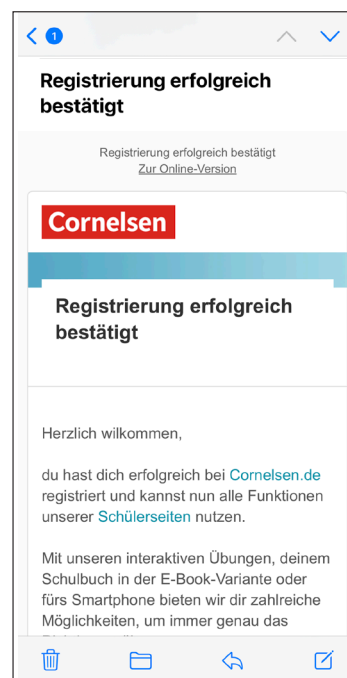 1
Registrierung erfolgreich
bestätigt
Registrierung erfolgreich bestätigt
Zur Online-Version
Cornelsen
Registrierung erfolgreich
bestätigt
Herzlich wilkommen,
du hast dich erfolgreich bei Cornelsen.de
registriert und kannst nun alle Funktionen
unserer Schülerseiten nutzen.
Mit unseren interaktiven Übungen, deinem
Schulbuch in der E-Book-Variante oder
fürs Smartphone bieten wir dir zahlreiche
Möglichkeiten, um immer genau das